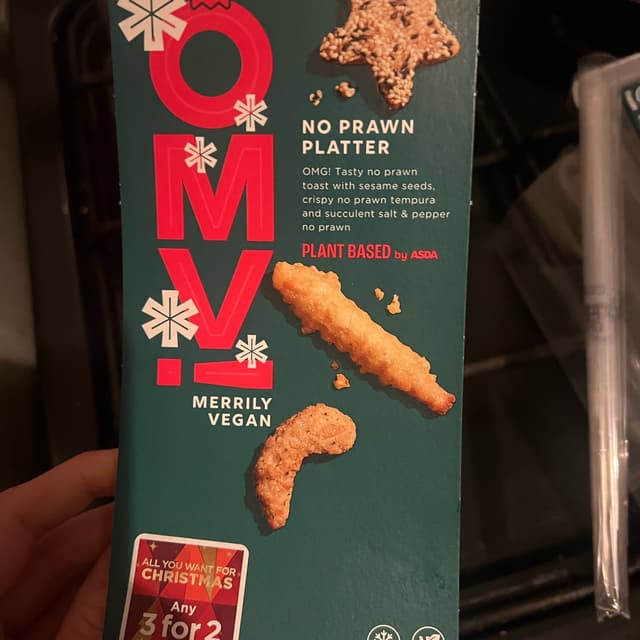 OMV!
MERRILY
VEGAN
NO PRAWN
PLATTER
OMG! Tasty no prawn
toast with sesame seeds,
crispy no prawn tempura
and succulent salt & pepper
no prawn
PLANT BASED by ASDA
ALL YOU WANT FOR
CHRISTMAS
Any
3 for 2